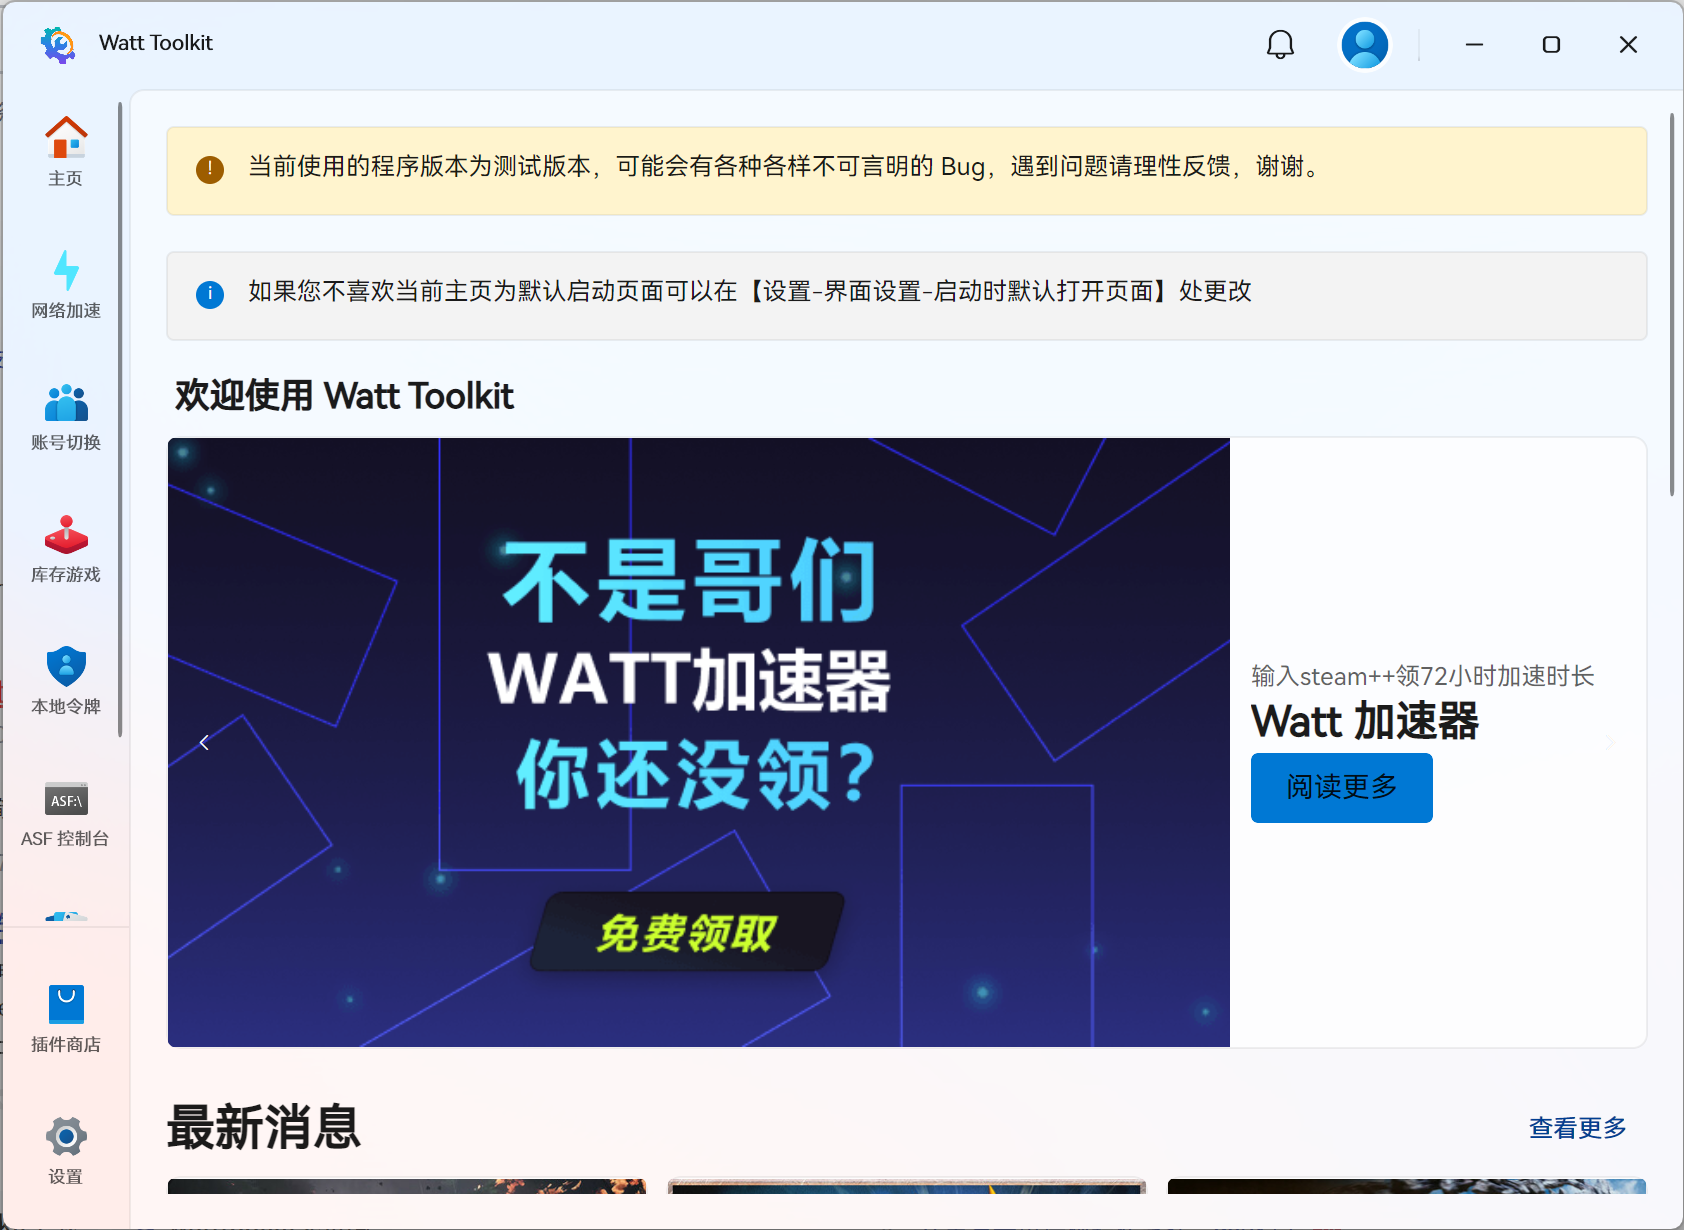 Watt Toolkit
主页
网络加速
账号切换
库存游戏
本地令牌
ASF:\
ASF 控制台
插件商店
设置
当前使用的程序版本为测试版本，可能会有各种各样不可言明的 Bug，遇到问题请理性反馈，谢谢。
如果您不喜欢当前主页为默认启动页面可以在【设置-界面设置-启动时默认打开页面】处更改
欢迎使用 Watt Toolkit
不是哥们
WATT加速器
你还没领？
免费领取
输入steam++领72小时加速时长
Watt 加速器
阅读更多
最新消息
查看更多